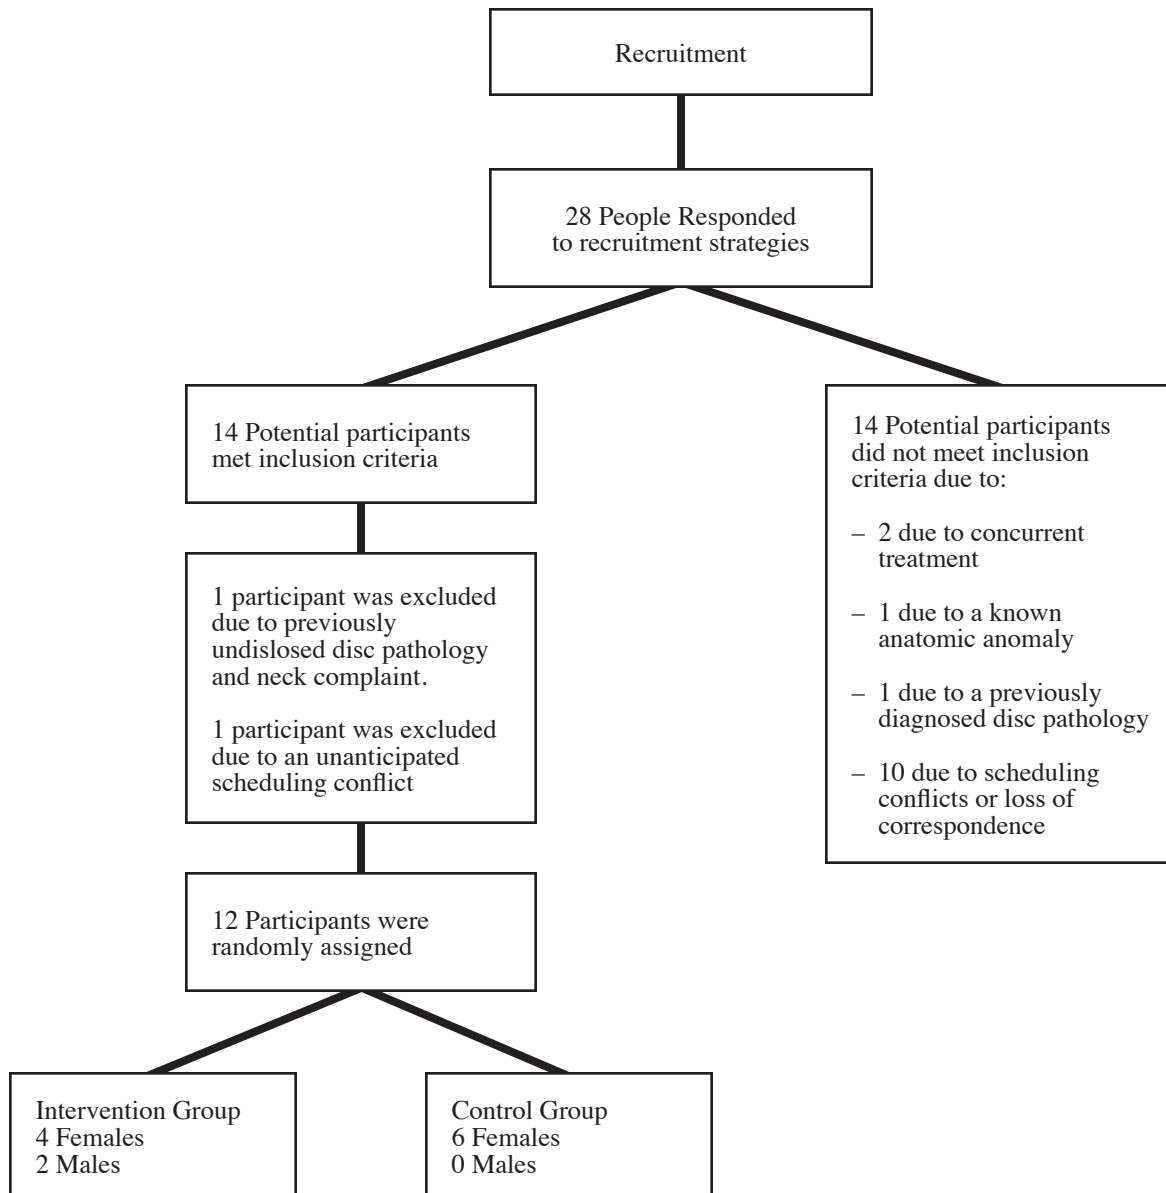 Recruitment
28 People Responded
to recruitment strategies
14 Potential participants
met inclusion criteria
1 participant was excluded
due to previously
undislosed disc pathology
and neck complaint.
1 participant was excluded
due to an unanticipated
scheduling conflict
12 Participants were
randomly assigned
Intervention Group
4 Females
2 Males
Control Group
6 Females
0 Males
14 Potential participants
did not meet inclusion
criteria due to:
– 2 due to concurrent
treatment
– 1 due to a known
anatomic anomaly
– 1 due to a previously
diagnosed disc pathology
– 10 due to scheduling
conflicts or loss of
correspondence